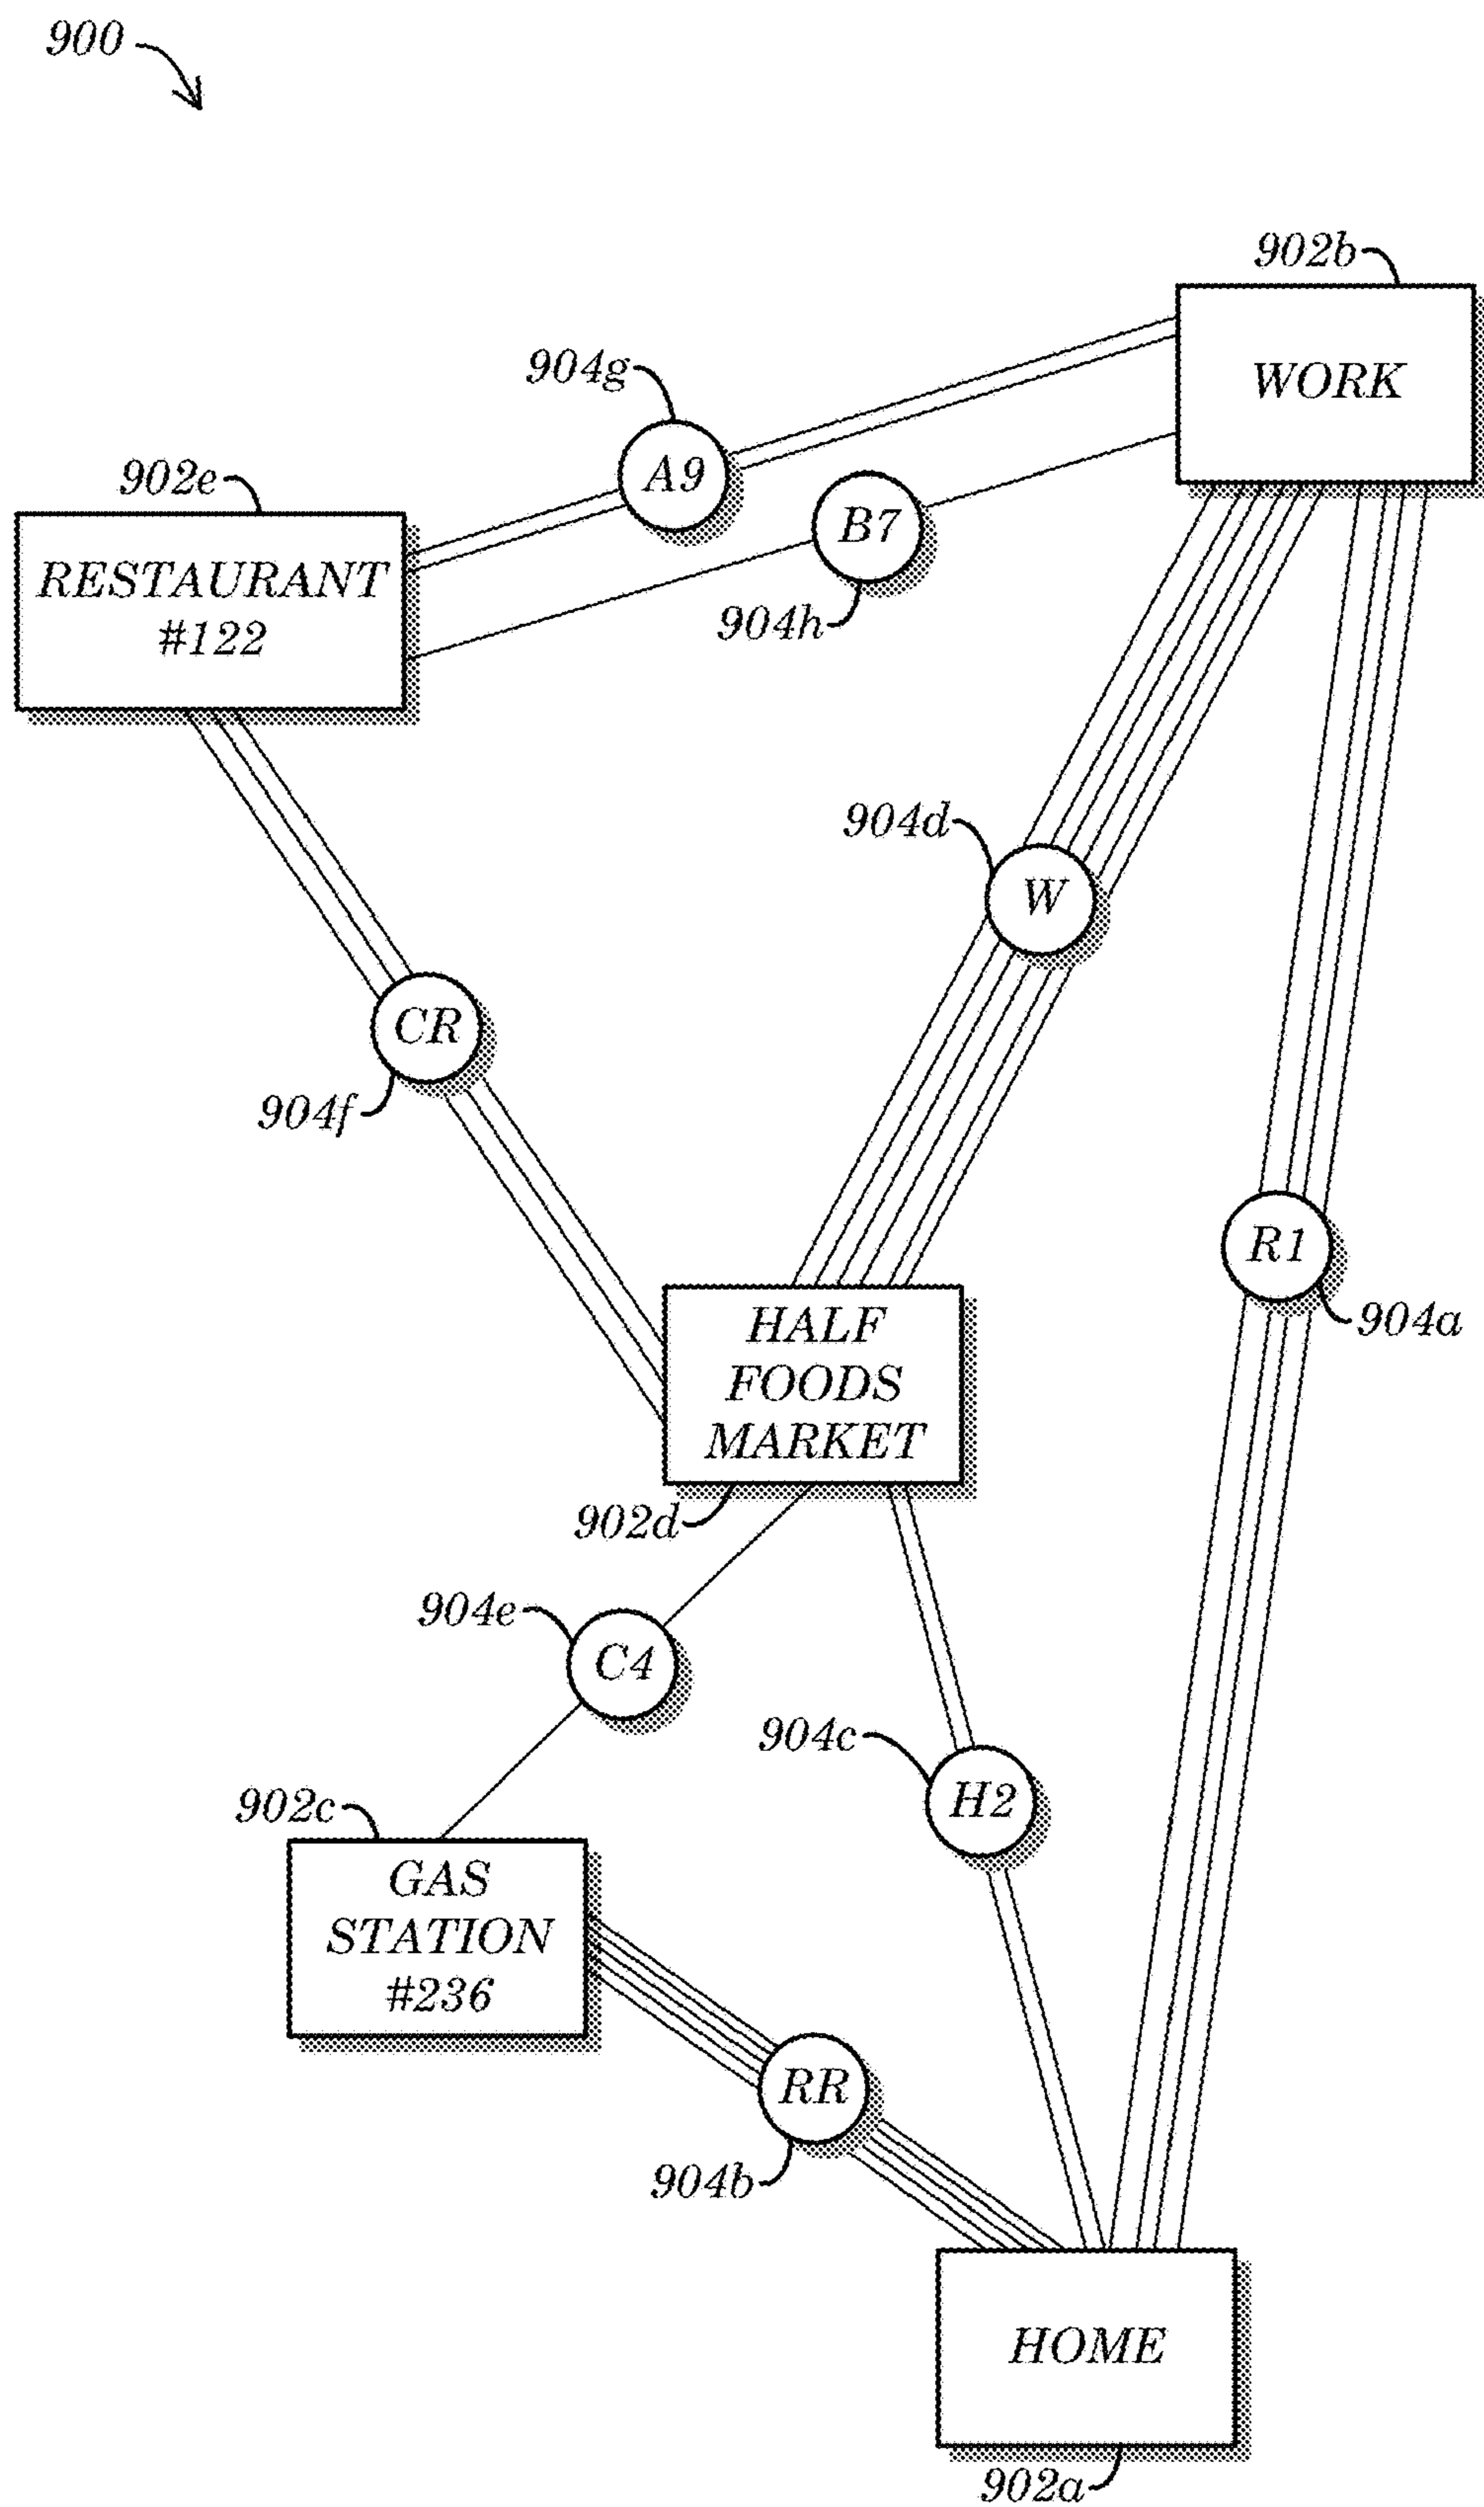 900
902b
WORK
904g
A9
902e
B7
RESTAURANT
#122
904h
904d
W
CR
904f
R1
904a
HALF
FOODS
MARKET
902d
904e
C4
904c
H2
902c
GAS
STATION
#236
RR
904b
HOME
902a